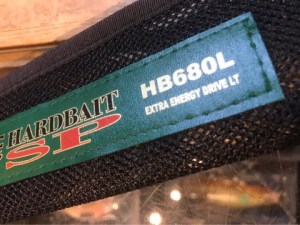 HARDBAIT
SP
HB680L
EXTRA ENERGY DRIVE LT